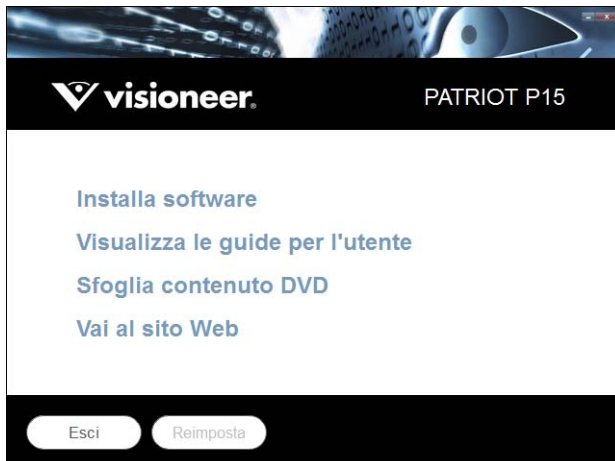 visioneer.
PATRIOT P15
Installa software
Visualizza le guide per l'utente
Sfoglia contenuto DVD
Vai al sito Web
Esci
Reimposta